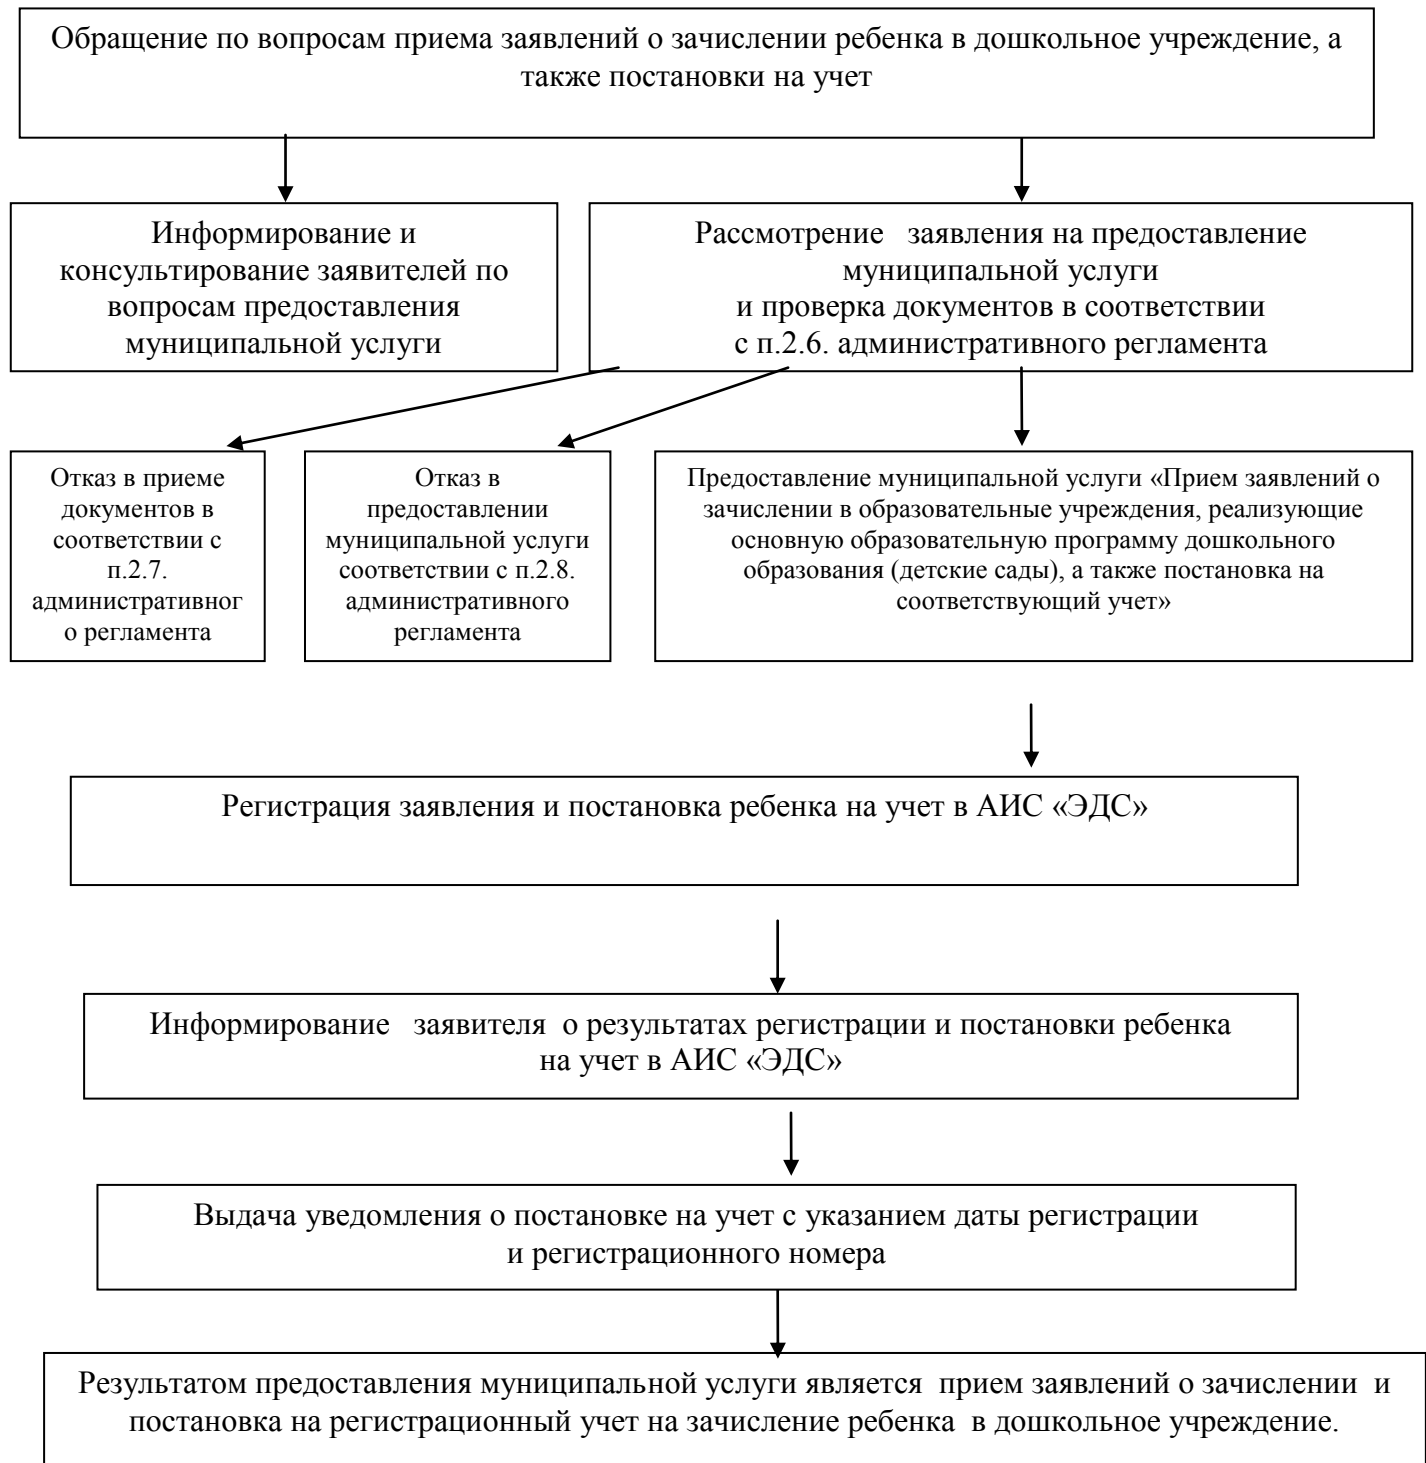 Обращение по вопросам приема заявлений о зачислении ребенка в дошкольное учреждение, а
также постановки на учет
Информирование и
консультирование заявителей по
вопросам предоставления
муниципальной услуги
Рассмотрение заявления на предоставление
муниципальной услуги
и проверка документов в соответствии
с п.2.6. административного регламента
Отказ в приеме
документов в
соответствии с
п.2.7.
административног
о регламента
Отказ в
предоставлении
муниципальной услуги
соответствии с п.2.8.
административного
регламента
Предоставление муниципальной услуги «Прием заявлений о
зачислении в образовательные учреждения, реализующие
основную образовательную программу дошкольного
образования (детские сады), а также постановка на
соответствующий учет»
Регистрация заявления и постановка ребенка на учет в АИС «ЭДС»
Информирование заявителя о результатах регистрации и постановки ребенка
на учет в АИС «ЭДС»
Выдача уведомления о постановке на учет с указанием даты регистрации
и регистрационного номера
Результатом предоставления муниципальной услуги является прием заявлений о зачислении и
постановка на регистрационный учет на зачисление ребенка в дошкольное учреждение.